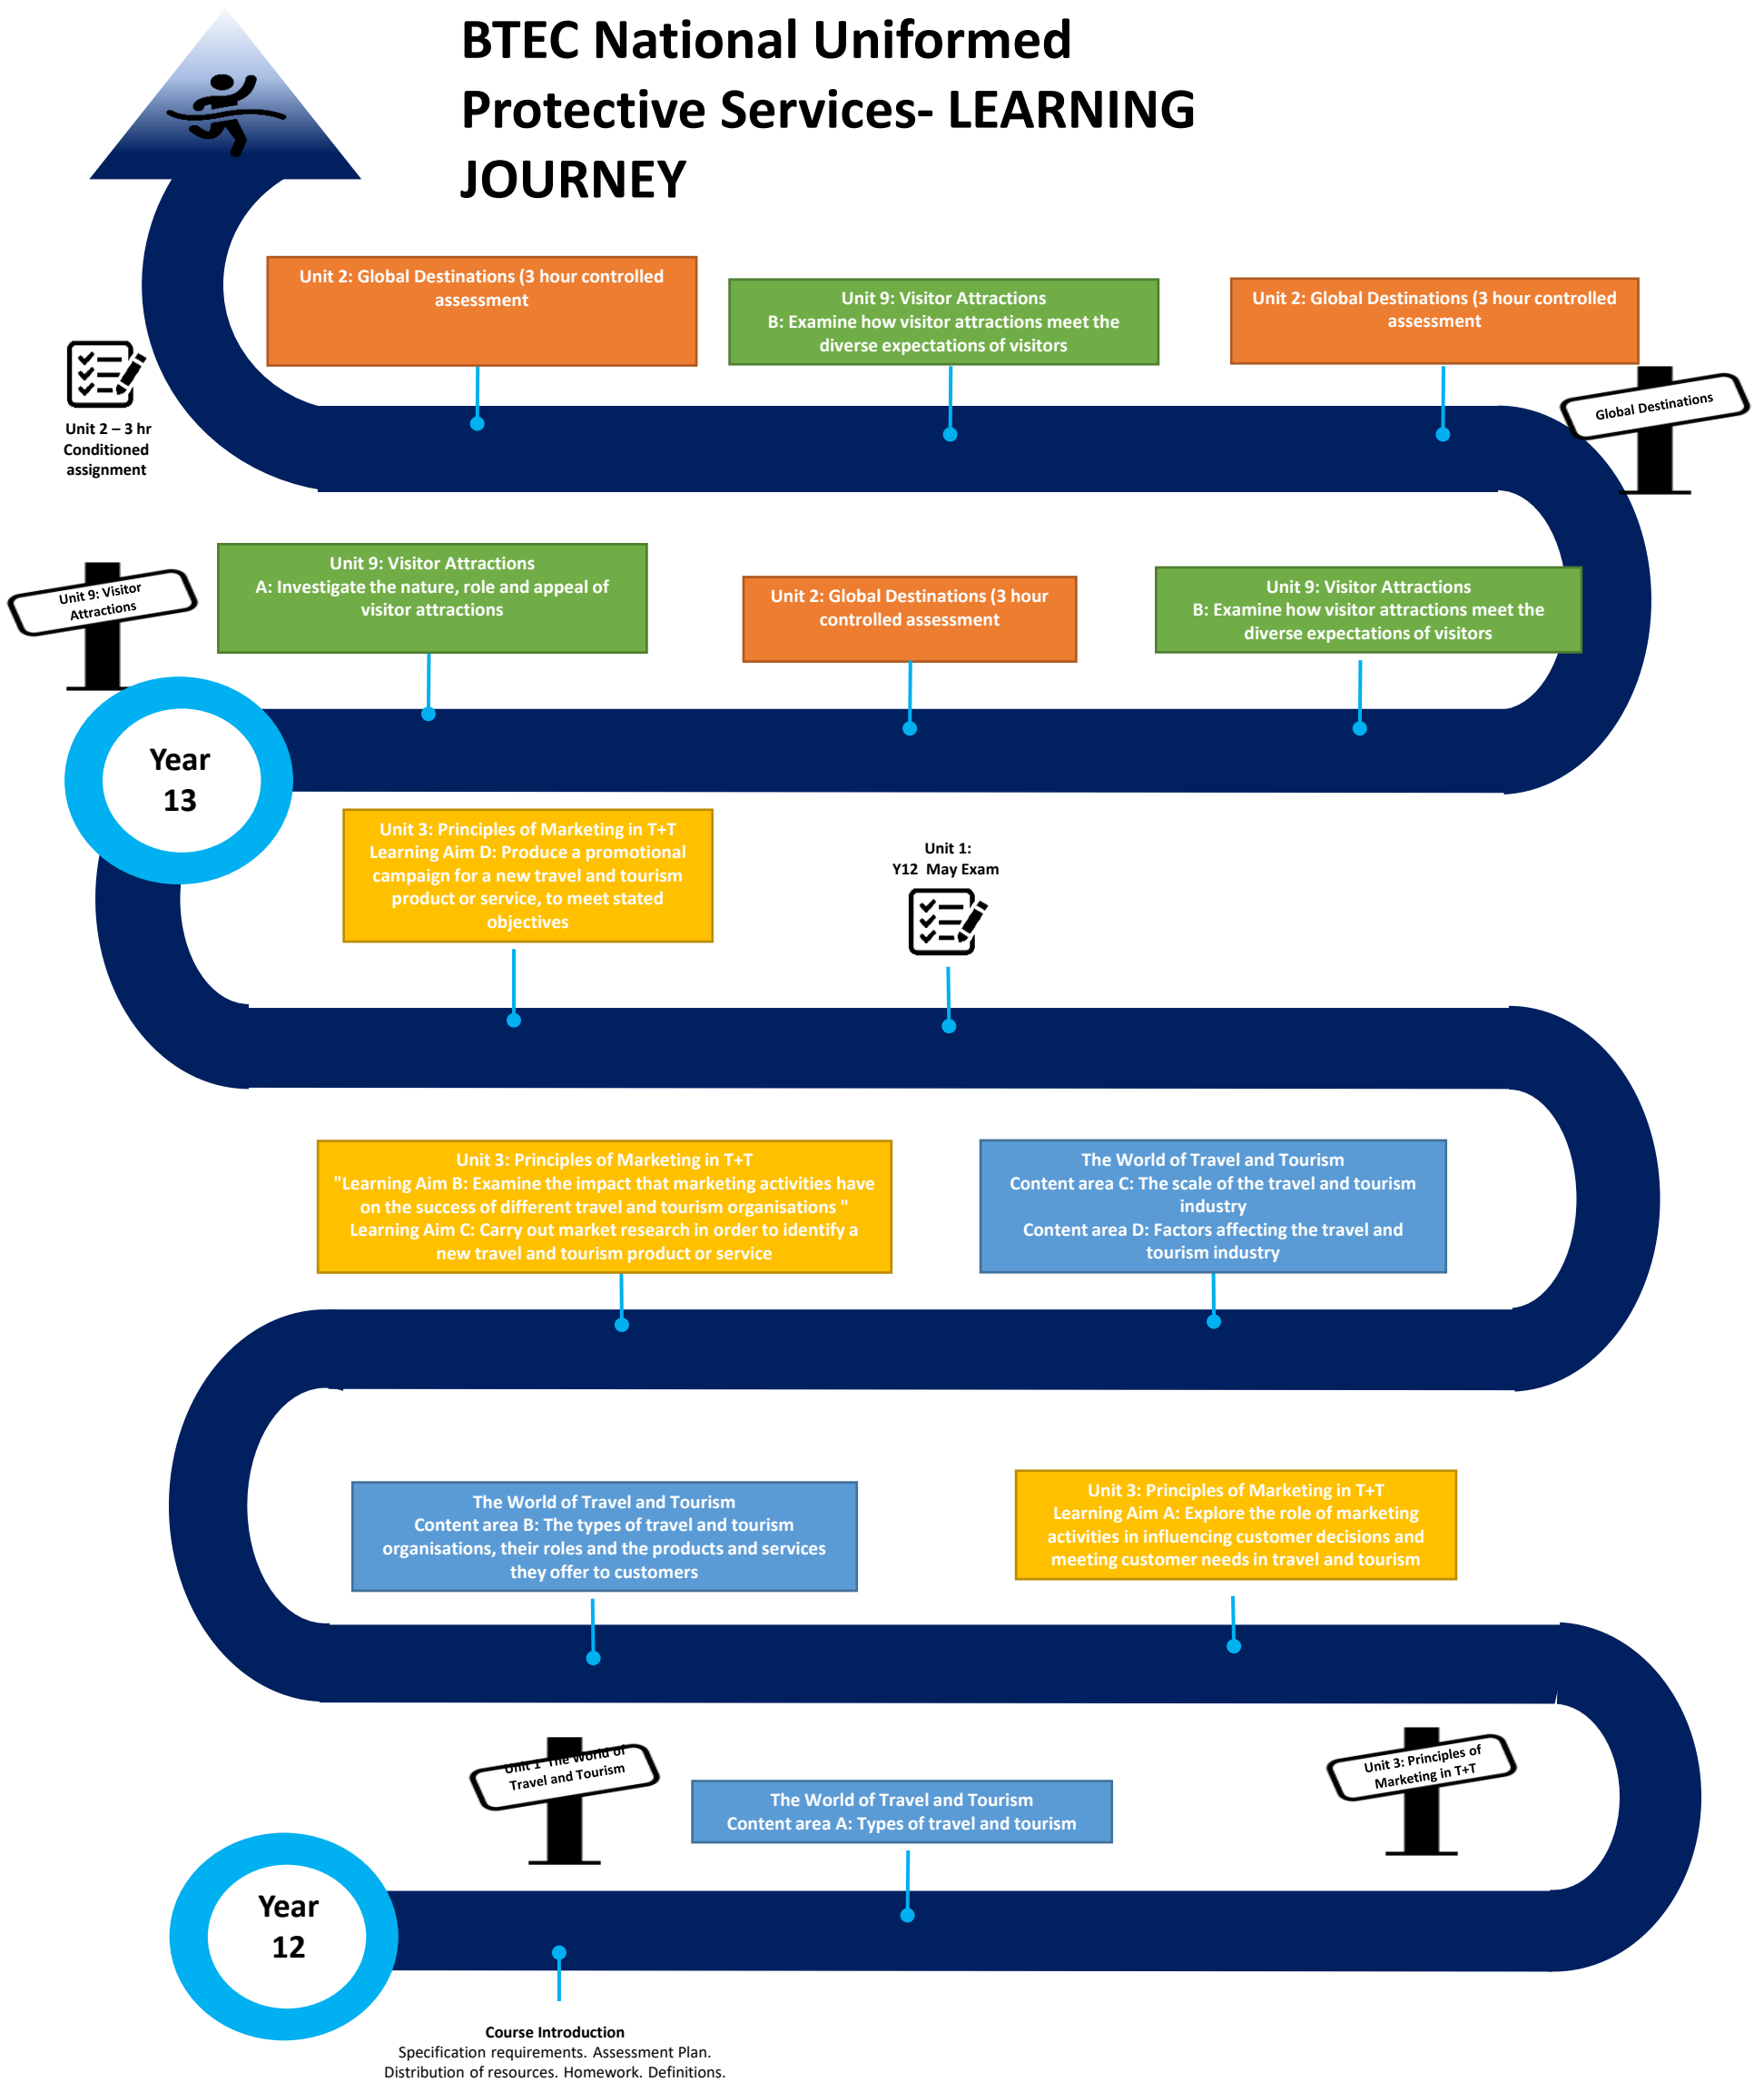 BTEC National Uniformed
Protective Services- LEARNING
JOURNEY
Unit 2: Global Destinations (3 hour controlled
assessment
Unit 9: Visitor Attractions
B: Examine how visitor attractions meet the
diverse expectations of visitors
Unit 2: Global Destinations (3 hour controlled
assessment
Unit 2 – 3 hr
Conditioned
assignment
Global Destinations
Unit 9: Visitor
Attractions
Unit 9: Visitor Attractions
A: Investigate the nature, role and appeal of
visitor attractions
Unit 2: Global Destinations (3 hour
controlled assessment
Unit 9: Visitor Attractions
B: Examine how visitor attractions meet the
diverse expectations of visitors
Year
13
Unit 3: Principles of Marketing in T+T
Learning Aim D: Produce a promotional
campaign for a new travel and tourism
product or service, to meet stated
objectives
Unit 1:
Y12 May Exam
Unit 3: Principles of Marketing in T+T
"Learning Aim B: Examine the impact that marketing activities have
on the success of different travel and tourism organisations "
Learning Aim C: Carry out market research in order to identify a
new travel and tourism product or service
The World of Travel and Tourism
Content area C: The scale of the travel and tourism
industry
Content area D: Factors affecting the travel and
tourism industry
The World of Travel and Tourism
Content area B: The types of travel and tourism
organisations, their roles and the products and services
they offer to customers
Unit 3: Principles of Marketing in T+T
Learning Aim A: Explore the role of marketing
activities in influencing customer decisions and
meeting customer needs in travel and tourism
Unit 1 The World of
Travel and Tourism
The World of Travel and Tourism
Content area A: Types of travel and tourism
Unit 3: Principles of
Marketing in T+T
Year
12
Course Introduction
Specification requirements. Assessment Plan.
Distribution of resources. Homework. Definitions.